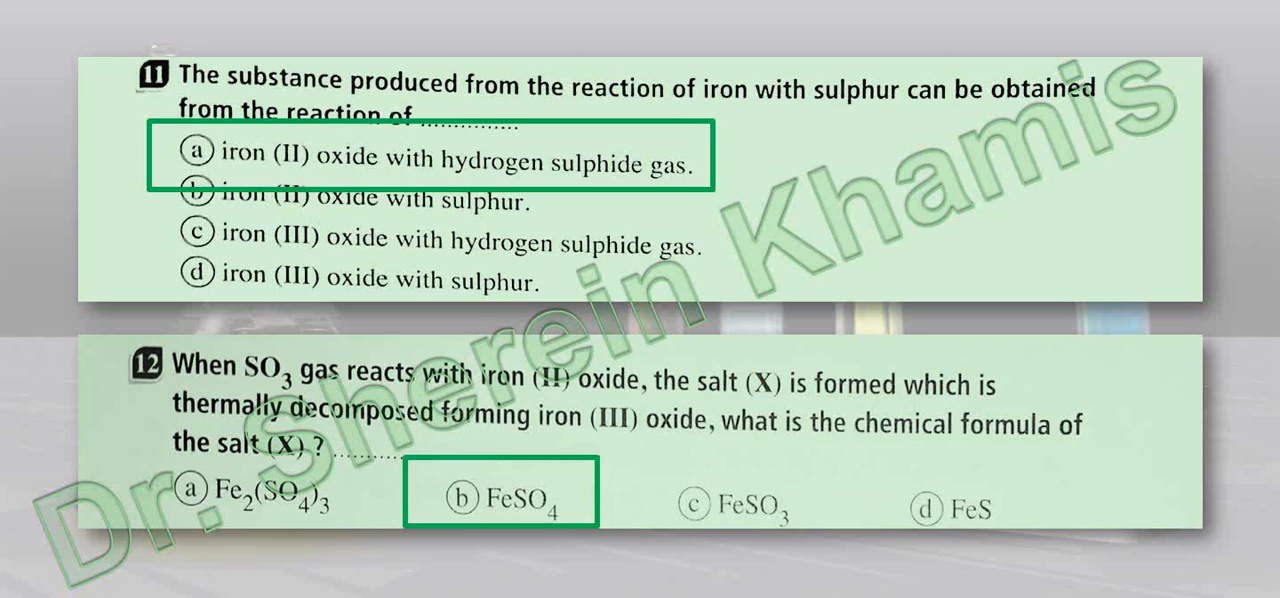 11 The substance produced from the reaction of iron with sulphur can be obtained
from the reaction of ..............
a iron (II) oxide with hydrogen sulphide gas.
b iron (II) oxide with sulphur.
c iron (III) oxide with hydrogen sulphide gas.
d iron (III) oxide with sulphur.
12 When SO₃ gas reacts with iron (II) oxide, the salt (X) is formed which is
thermally decomposed forming iron (III) oxide, what is the chemical formula of
the salt (X) ? ..........
a Fe₂(SO₄)₃ b FeSO₄ c FeSO₃ d FeS
Dr. Sherein Khamis